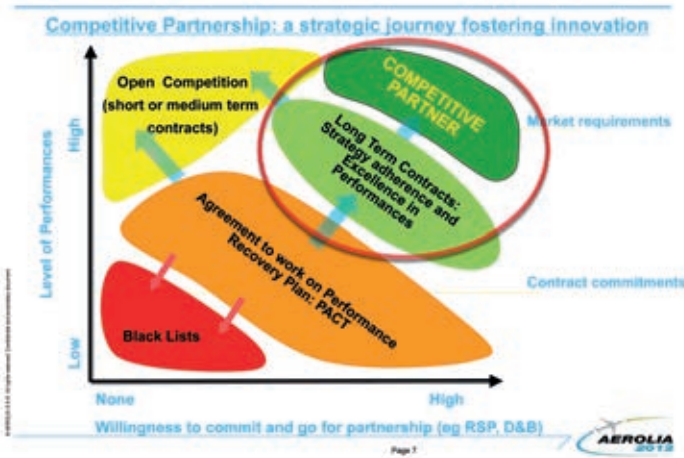 Competitive Partnership: a strategic journey fostering innovation
Open Competition
(short or medium term
contracts)
COMPETITIVE
PARTNER
Market requirements
Long Term Contracts:
Strategy adherence and
Excellence in
Performances
Level of Performances
High
Low
Agreement to work on Performance
Recovery Plan: PACT
Contract commitments
Black Lists
None
High
Willingness to commit and go for partnership (eg RSP, D&B)
Page 7
AEROLIA
2012